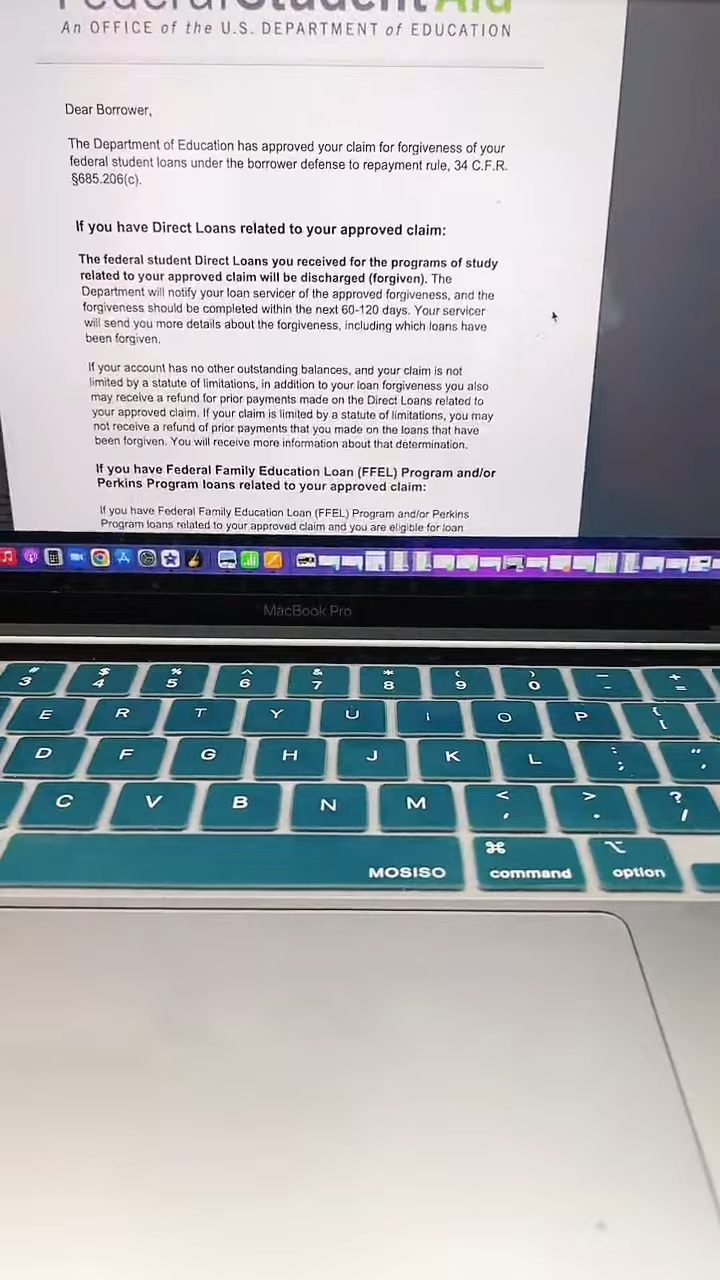 Federal Student Aid
An OFFICE of the U.S. DEPARTMENT of EDUCATION
Dear Borrower,
The Department of Education has approved your claim for forgiveness of your
federal student loans under the borrower defense to repayment rule, 34 C.F.R.
§685.206(c).
If you have Direct Loans related to your approved claim:
The federal student Direct Loans you received for the programs of study
related to your approved claim will be discharged (forgiven). The
Department will notify your loan servicer of the approved forgiveness, and the
forgiveness should be completed within the next 60-120 days. Your servicer
will send you more details about the forgiveness, including which loans have
been forgiven.
If your account has no other outstanding balances, and your claim is not
limited by a statute of limitations, in addition to your loan forgiveness you also
may receive a refund for prior payments made on the Direct Loans related to
your approved claim. If your claim is limited by a statute of limitations, you may
not receive a refund of prior payments that you made on the loans that have
been forgiven. You will receive more information about that determination.
If you have Federal Family Education Loan (FFEL) Program and/or
Perkins Program loans related to your approved claim:
If you have Federal Family Education Loan (FFEL) Program and/or Perkins
Program loans related to your approved claim and you are eligible for loan
MacBook Pro
# $ % ^ & * ( ) _ +
3 4 5 6 7 8 9 0 - =
E R T Y U I O P { [
D F G H J K L : ; " '
C V B N M < , > . ? /
MOSISO ⌘ command ⌥ option